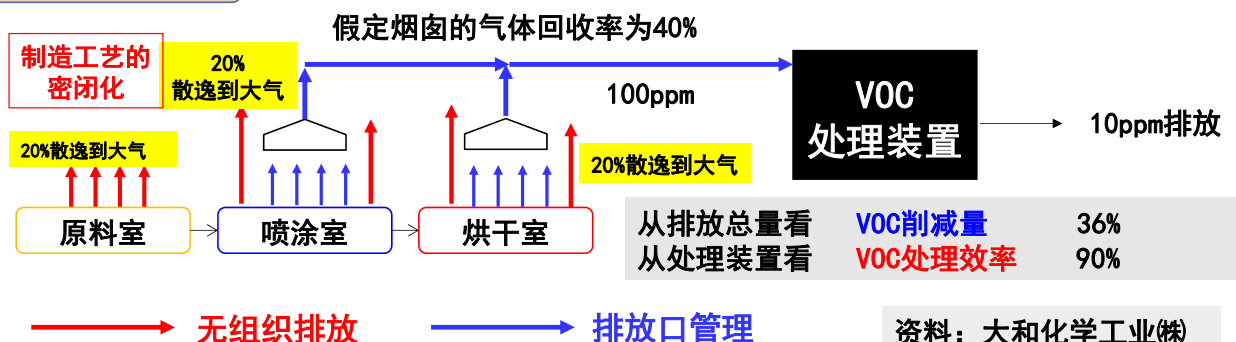 假定烟囱的气体回收率为40%
制造工艺的
密闭化
20%
散逸到大气
100ppm
VOC
处理装置
10ppm排放
20%散逸到大气
20%散逸到大气
原料室
喷涂室
烘干室
从排放总量看 VOC削减量 36%
从处理装置看 VOC处理效率 90%
无组织排放
排放口管理
资料：大和化学工业㈱